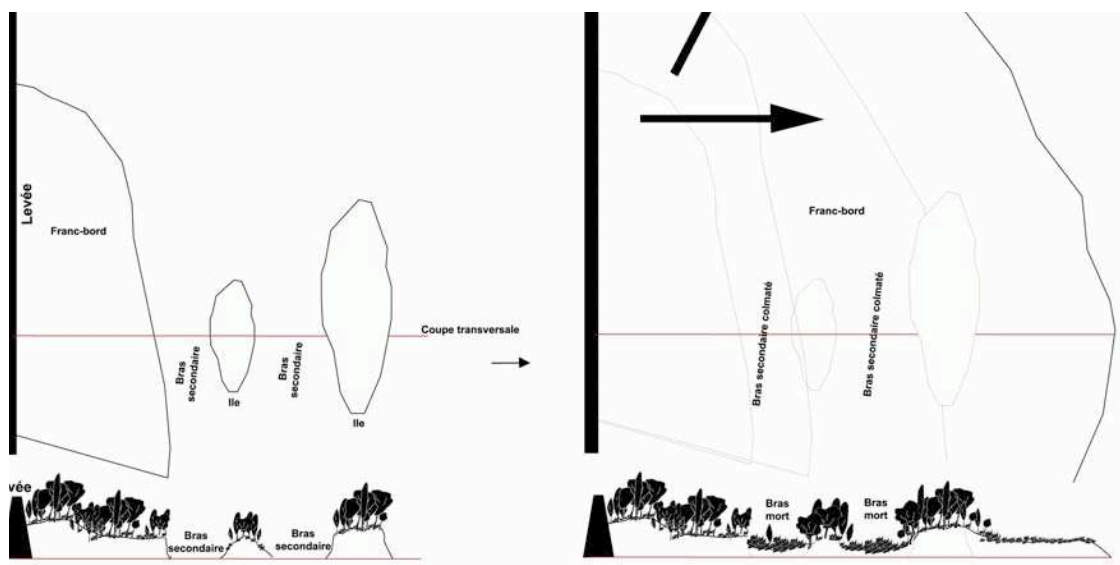 Levée
Franc-bord
Coupe transversale
Bras
secondaire
Bras
secondaire
Ile
Ile
vée
Bras
secondaire
Bras
secondaire
Franc-bord
Bras secondaire colmaté
Bras secondaire colmaté
Bras
mort
Bras
mort